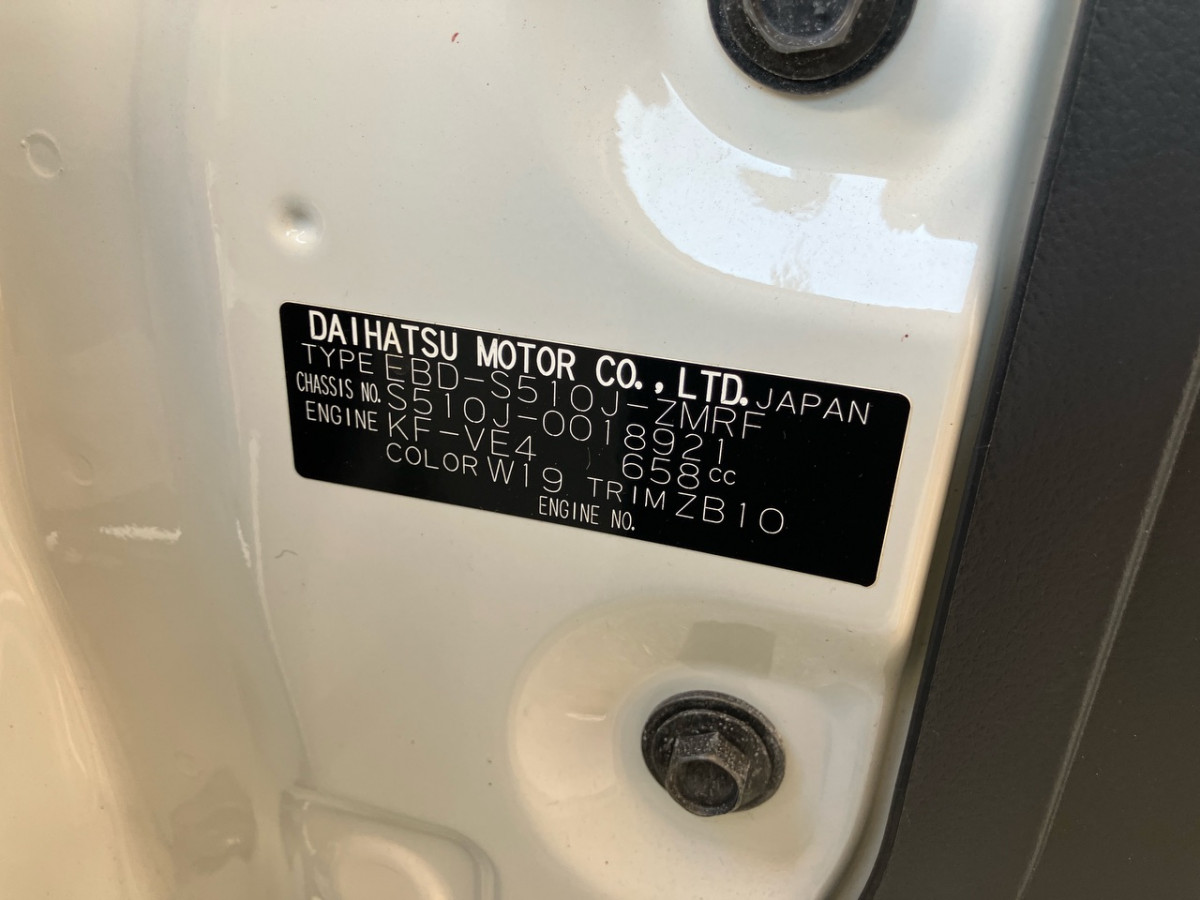 DAIHATSU MOTOR CO., LTD. JAPAN
TYPE EBD-S510J-ZMRF
CHASSIS NO. S510J-0018921
ENGINE KF-VE4 658cc
COLOR W19 TRIM ZB10
ENGINE NO.